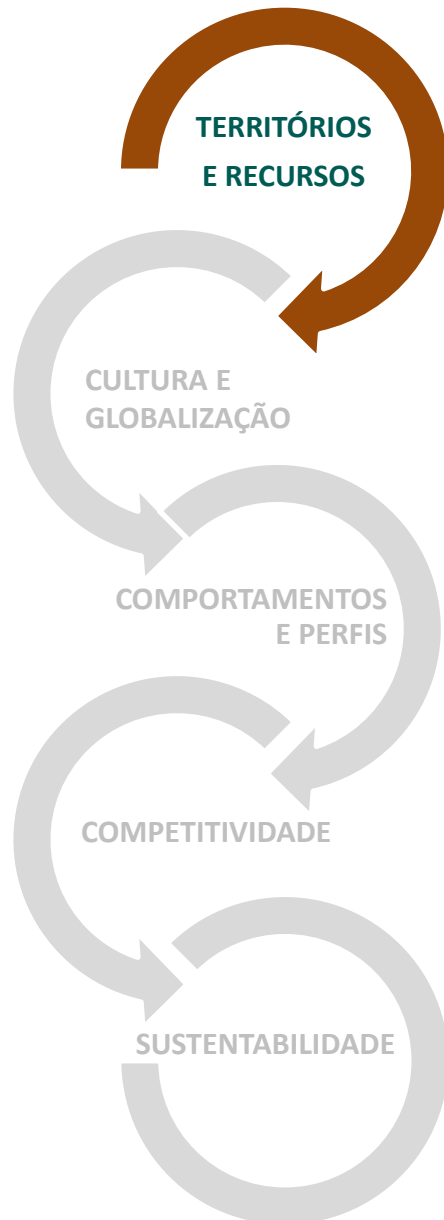 TERRITÓRIOS
E RECURSOS
CULTURA E
GLOBALIZAÇÃO
COMPORTAMENTOS
E PERFIS
COMPETITIVIDADE
SUSTENTABILIDADE